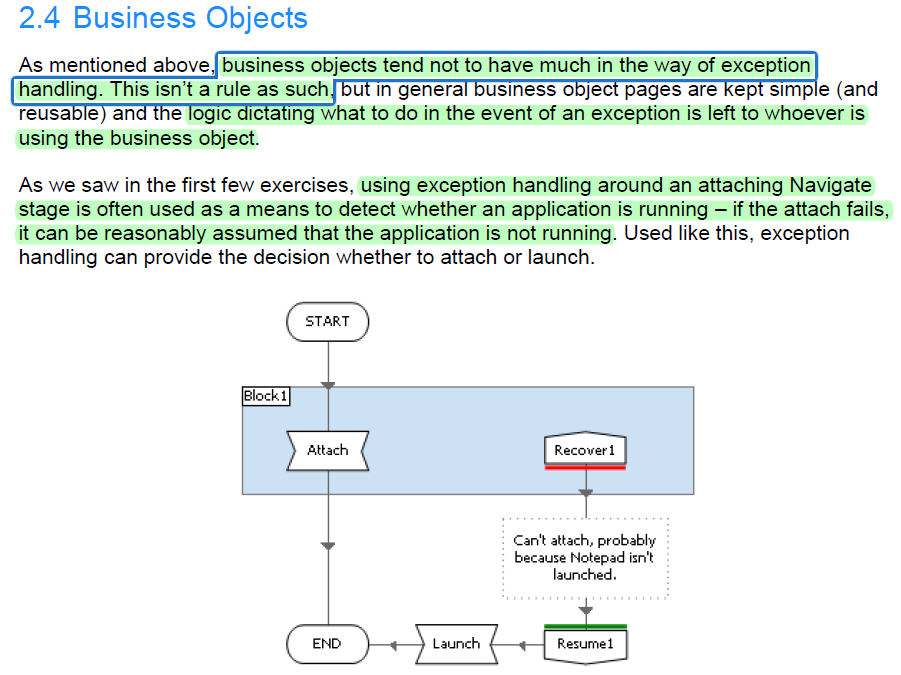 2.4 Business Objects
As mentioned above, business objects tend not to have much in the way of exception
handling. This isn’t a rule as such, but in general business object pages are kept simple (and
reusable) and the logic dictating what to do in the event of an exception is left to whoever is
using the business object.
As we saw in the first few exercises, using exception handling around an attaching Navigate
stage is often used as a means to detect whether an application is running – if the attach fails,
it can be reasonably assumed that the application is not running. Used like this, exception
handling can provide the decision whether to attach or launch.
START
Block1
Attach
Recover1
Can't attach, probably
because Notepad isn't
launched.
END
Launch
Resume1